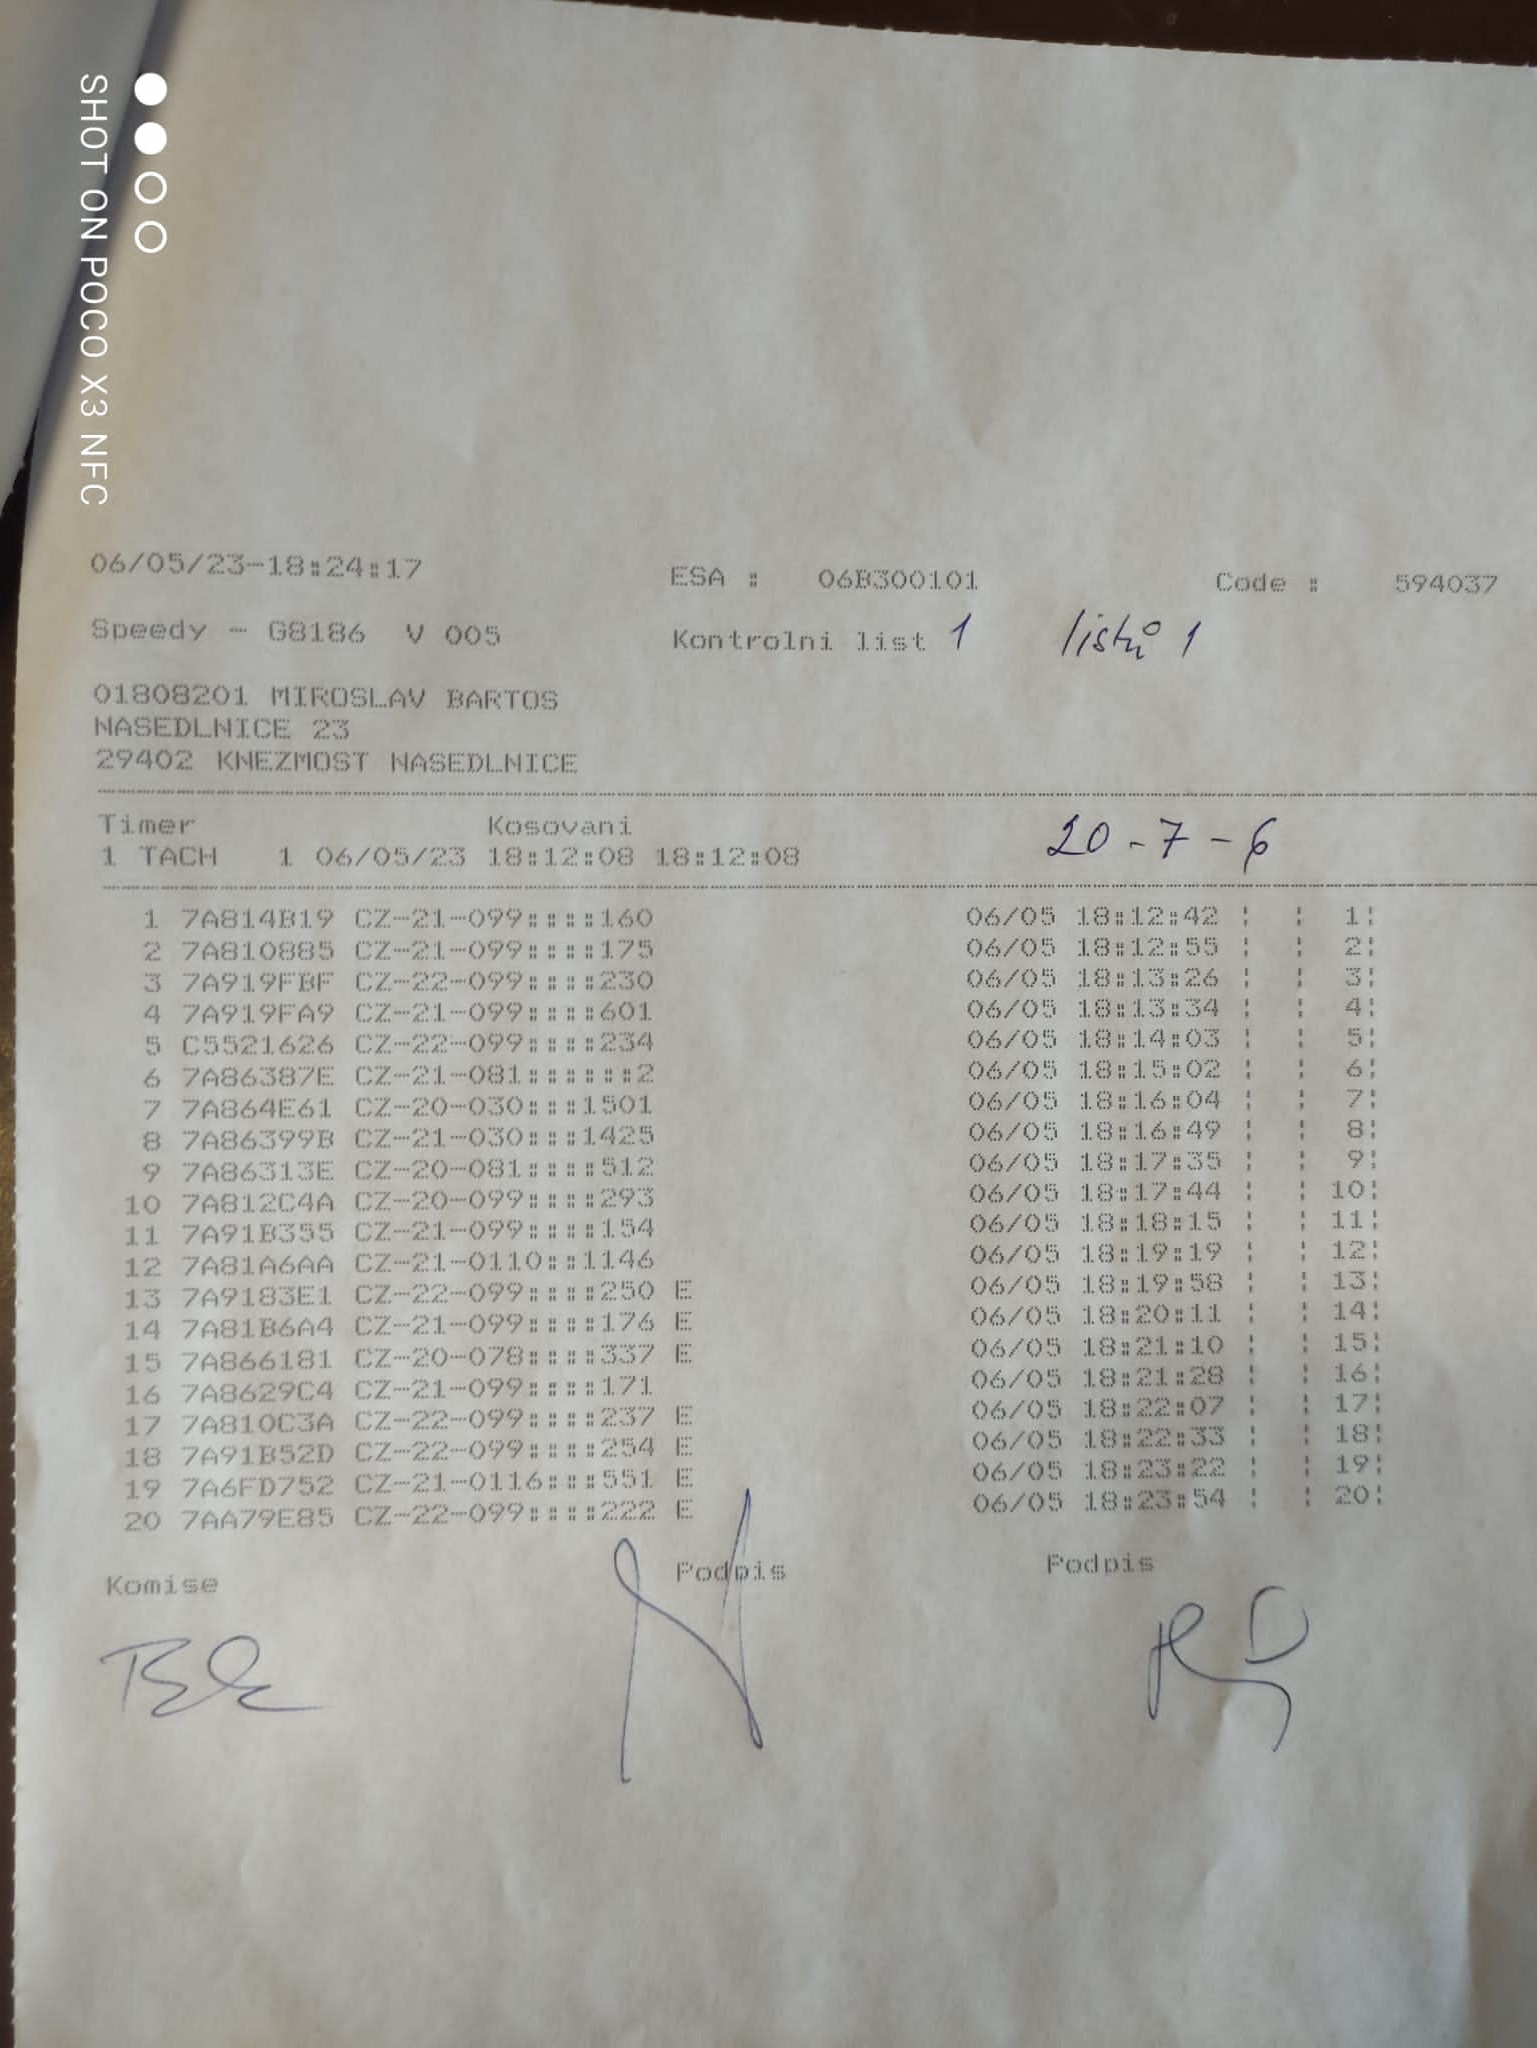 SHOT ON POCO X3 NFC
06/05/23-18:24:17 ESA : 06B300101 Code : 594037
Speedy - G8186 V 005 Kontrolni list 1 listů 1
01808201 MIROSLAV BARTOS
NASEDLNICE 23
29402 KNEZMOST NASEDLNICE
Timer Kosovani 20-7-6
1 TACH 1 06/05/23 18:12:08 18:12:08
1 7A814B19 CZ-21-099::::160 06/05 18:12:42 ¦ ¦ 1¦
2 7A810885 CZ-21-099::::175 06/05 18:12:55 ¦ ¦ 2¦
3 7A919FBF CZ-22-099::::230 06/05 18:13:26 ¦ ¦ 3¦
4 7A919FA9 CZ-21-099::::601 06/05 18:13:34 ¦ ¦ 4¦
5 C5521626 CZ-22-099::::234 06/05 18:14:03 ¦ ¦ 5¦
6 7A86387E CZ-21-081::::::2 06/05 18:15:02 ¦ ¦ 6¦
7 7A864E61 CZ-20-030:::1501 06/05 18:16:04 ¦ ¦ 7¦
8 7A86399B CZ-21-030:::1425 06/05 18:16:49 ¦ ¦ 8¦
9 7A86313E CZ-20-081::::512 06/05 18:17:35 ¦ ¦ 9¦
10 7A812C4A CZ-20-099::::293 06/05 18:17:44 ¦ ¦ 10¦
11 7A91B355 CZ-21-099::::154 06/05 18:18:15 ¦ ¦ 11¦
12 7A81A6AA CZ-21-0110::1146 06/05 18:19:19 ¦ ¦ 12¦
13 7A9183E1 CZ-22-099::::250 E 06/05 18:19:58 ¦ ¦ 13¦
14 7A81B6A4 CZ-21-099::::176 E 06/05 18:20:11 ¦ ¦ 14¦
15 7A866181 CZ-20-078::::337 E 06/05 18:21:10 ¦ ¦ 15¦
16 7A8629C4 CZ-21-099::::171 06/05 18:21:28 ¦ ¦ 16¦
17 7A810C3A CZ-22-099::::237 E 06/05 18:22:07 ¦ ¦ 17¦
18 7A91B52D CZ-22-099::::254 E 06/05 18:22:33 ¦ ¦ 18¦
19 7A6FD752 CZ-21-0116:::551 E 06/05 18:23:22 ¦ ¦ 19¦
20 7AA79E85 CZ-22-099::::222 E 06/05 18:23:54 ¦ ¦ 20¦
Komise Podpis Podpis